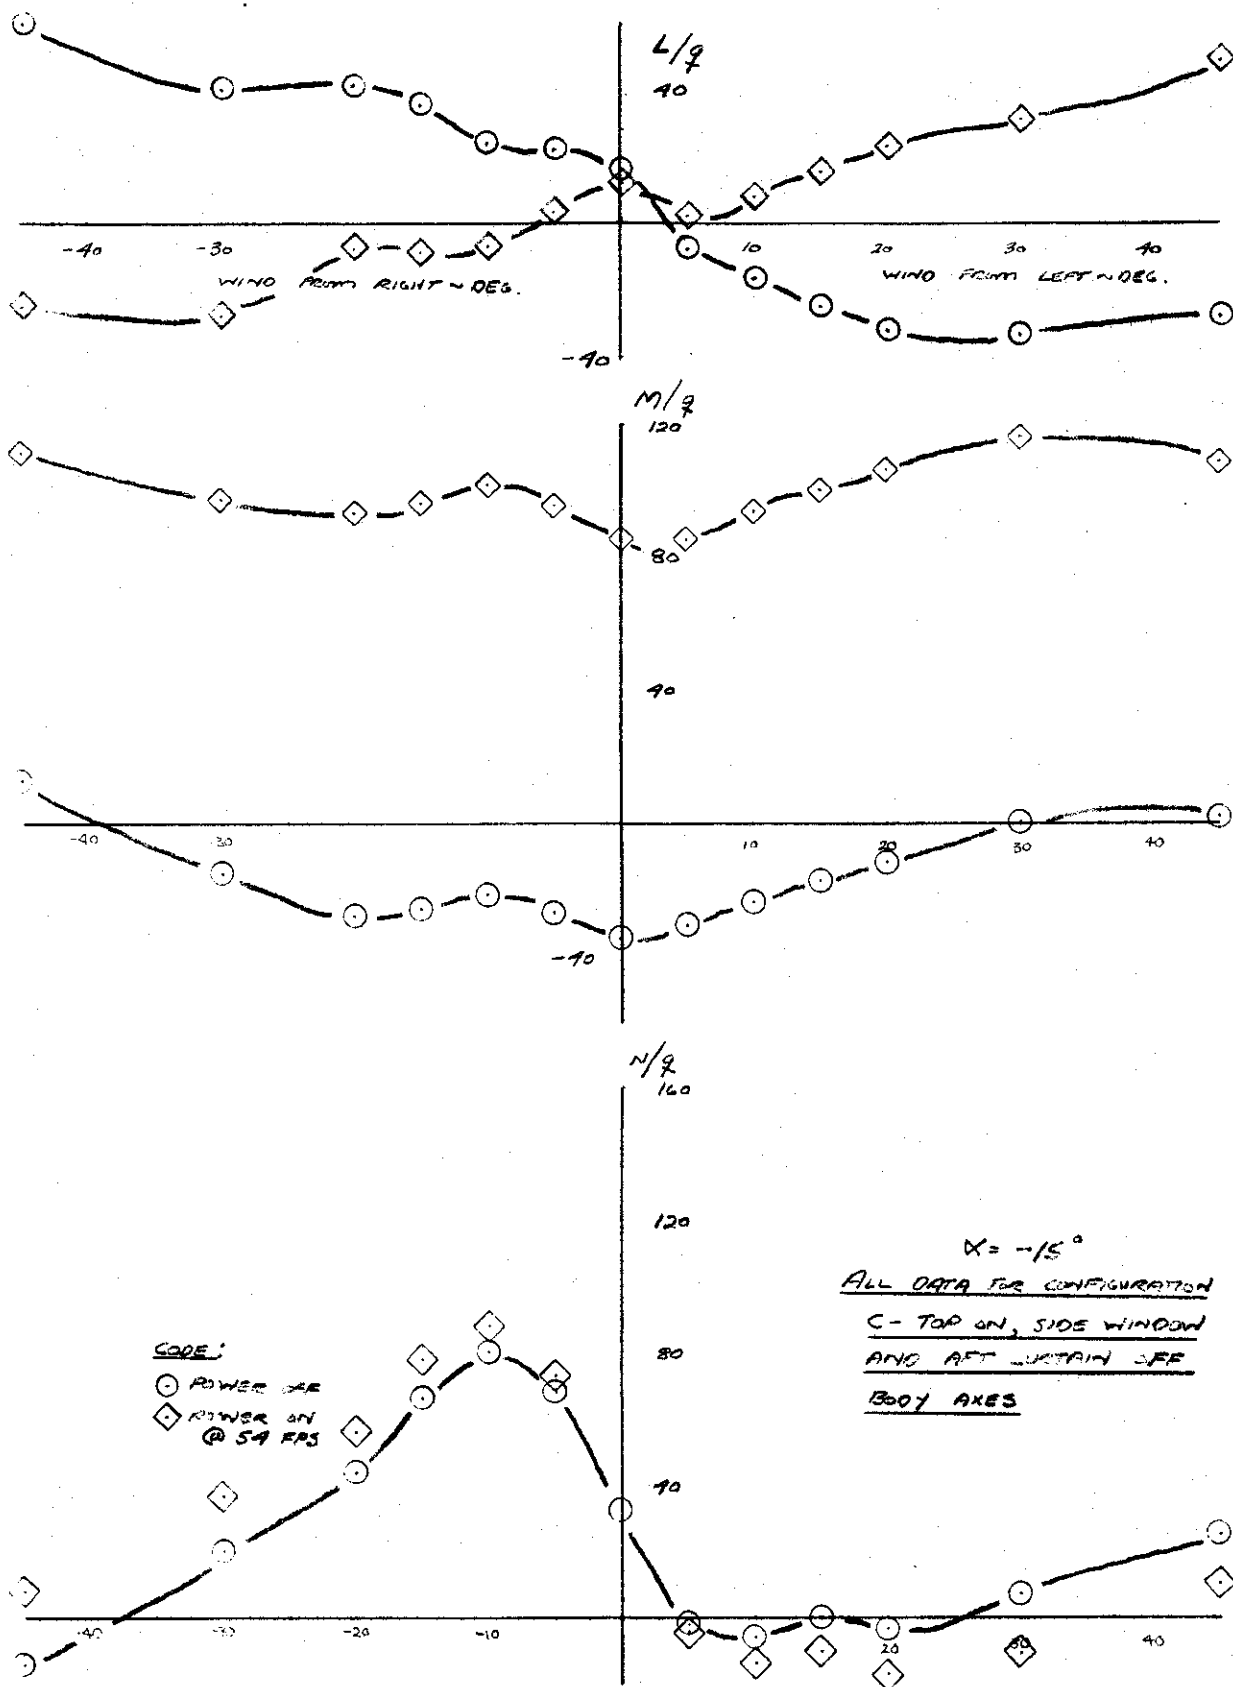 L/q
40
-40
-30
10
20
30
40
WIND FROM RIGHT ~ DEG.
WIND FROM LEFT ~ DEG.
-40
M/q
120
80
40
-40
-30
10
20
30
40
-40
N/q
160
120
α = -15°
ALL DATA FOR CONFIGURATION
C - TOP ON, SIDE WINDOW
AND AFT CURTAIN OFF
BODY AXES
CODE:
POWER OFF
POWER ON
@ 54 FPS
80
40
-40
-30
-20
-10
20
30
40